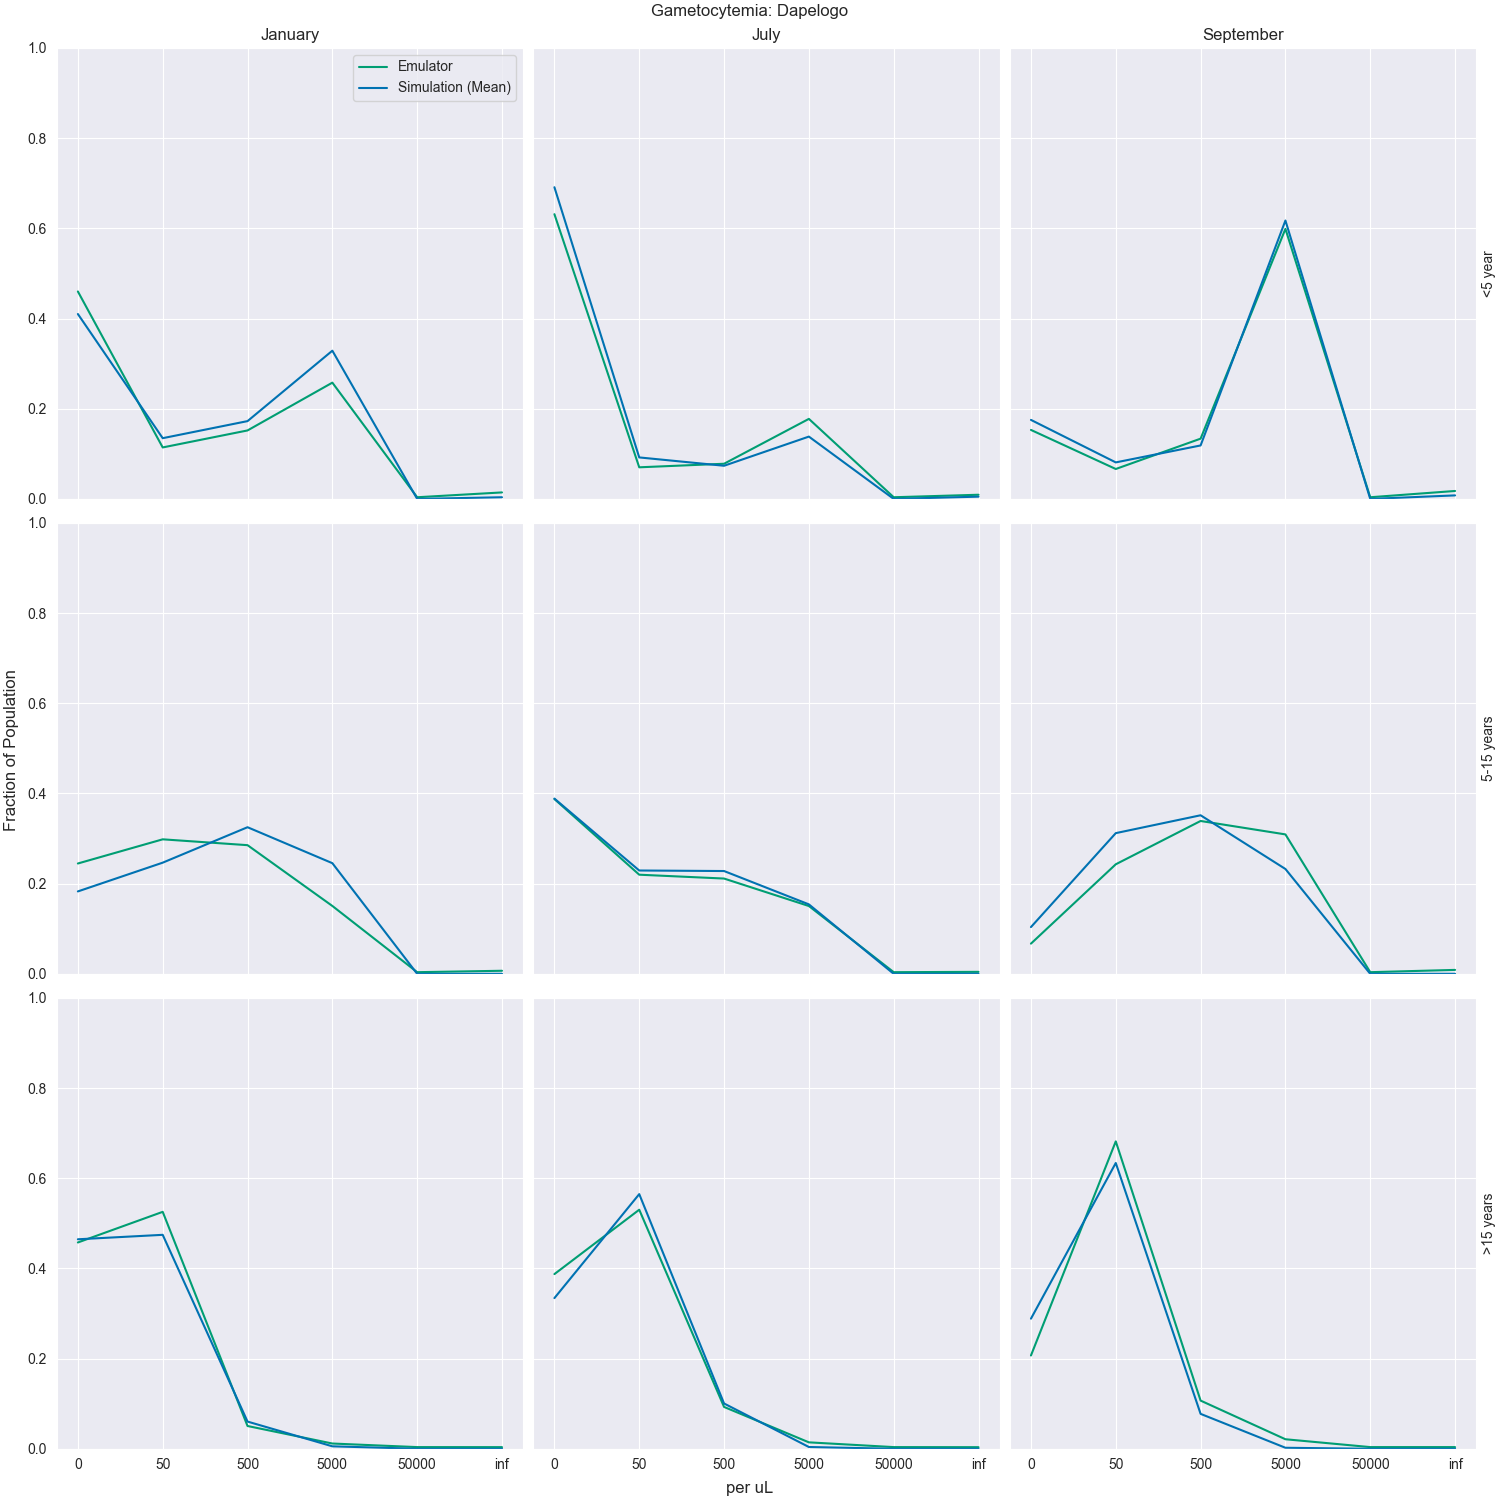 Gametocytemia: Dapelogo
January
July
September
Emulator
Simulation (Mean)
1.0
0.8
0.6
0.4
0.2
0.0
<5 year
1.0
0.8
0.6
0.4
0.2
0.0
5-15 years
Fraction of Population
1.0
0.8
0.6
0.4
0.2
0.0
>15 years
0 50 500 5000 50000 inf
0 50 500 5000 50000 inf
0 50 500 5000 50000 inf
per uL